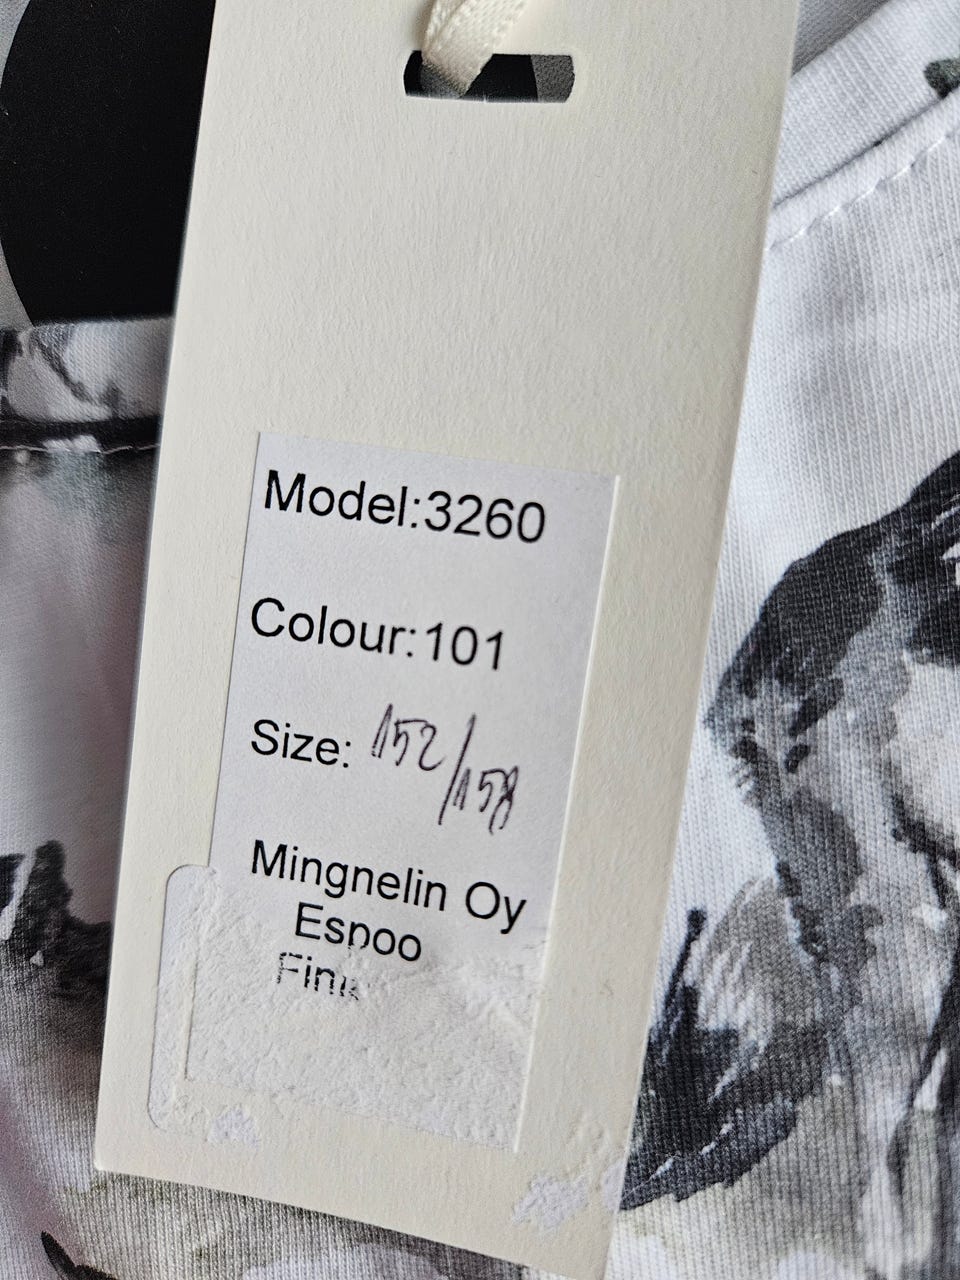 Model:3260
Colour:101
Size: 152/158
Mingnelin Oy
Espoo